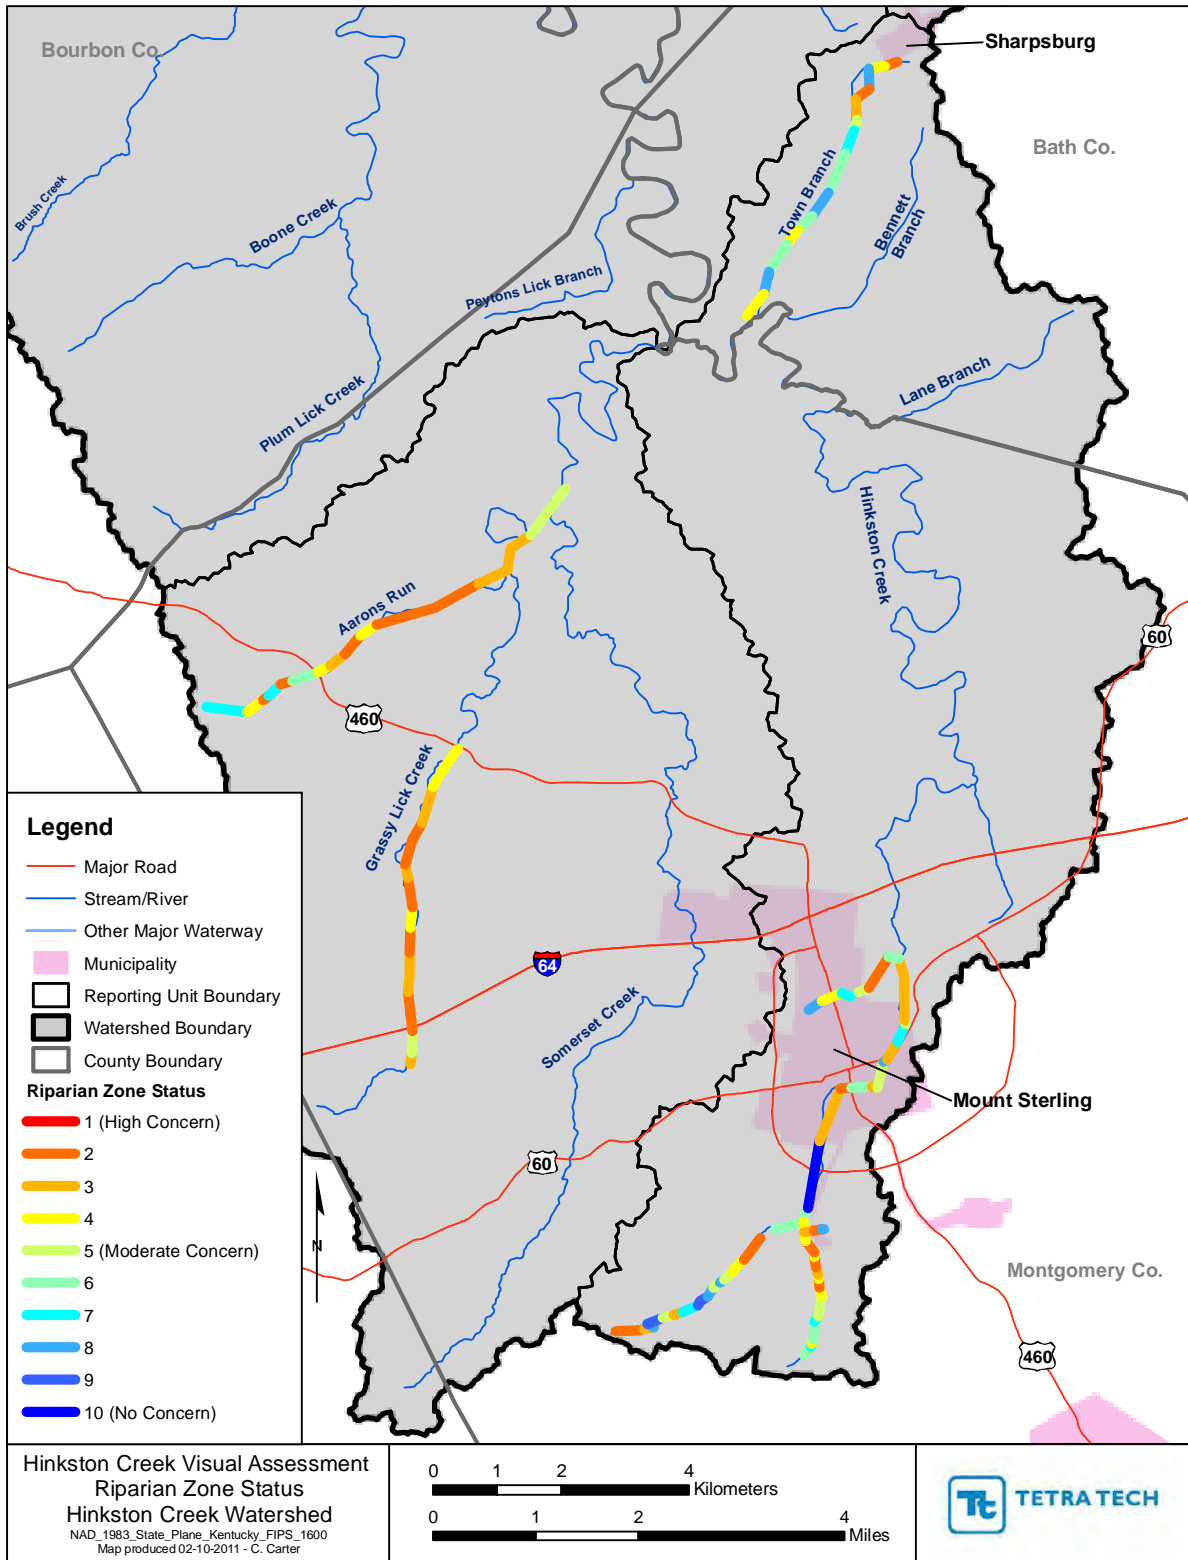 Bourbon Co.
Sharpsburg
Bath Co.
Brush Creek
Boone Creek
Town Branch
Bennett
Branch
Peytons Lick Branch
Lane Branch
Plum Lick Creek
Hinkston Creek
Aarons Run
60
460
Grassy Lick Creek
64
Somerset Creek
Mount Sterling
60
Montgomery Co.
460
N
Legend
Major Road
Stream/River
Other Major Waterway
Municipality
Reporting Unit Boundary
Watershed Boundary
County Boundary
Riparian Zone Status
1 (High Concern)
2
3
4
5 (Moderate Concern)
6
7
8
9
10 (No Concern)
Hinkston Creek Visual Assessment
Riparian Zone Status
Hinkston Creek Watershed
NAD_1983_State_Plane_Kentucky_FIPS_1600
Map produced 02-10-2011 - C. Carter
0 1 2 4
Kilometers
0 1 2 4
Miles
Tt TETRA TECH